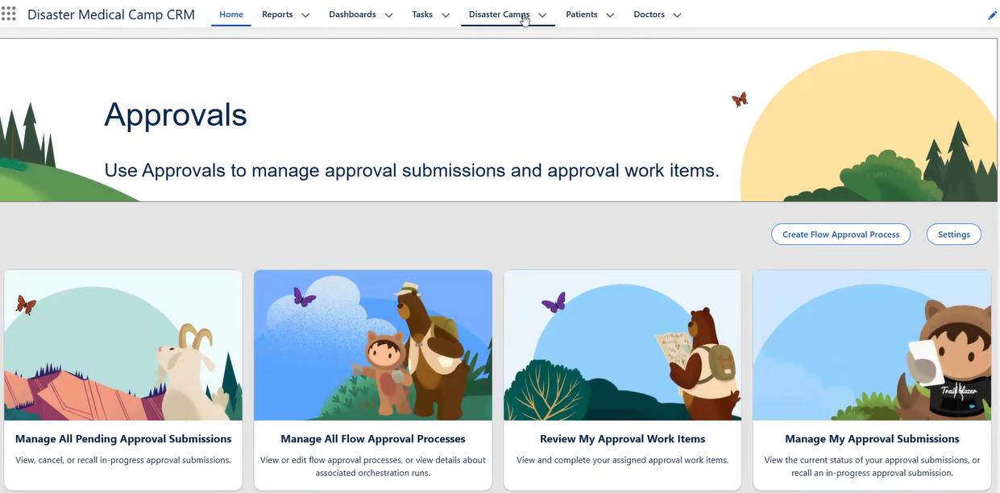 Disaster Medical Camp CRM Home Reports Dashboards Tasks Disaster Camps Patients Doctors
Approvals
Use Approvals to manage approval submissions and approval work items.
Create Flow Approval Process Settings
Trailblazer
Manage All Pending Approval Submissions
View, cancel, or recall in-progress approval submissions.
Manage All Flow Approval Processes
View or edit flow approval processes, or view details about
associated orchestration runs.
Review My Approval Work Items
View and complete your assigned approval work items.
Manage My Approval Submissions
View the current status of your approval submissions, or
recall an in-progress approval submission.